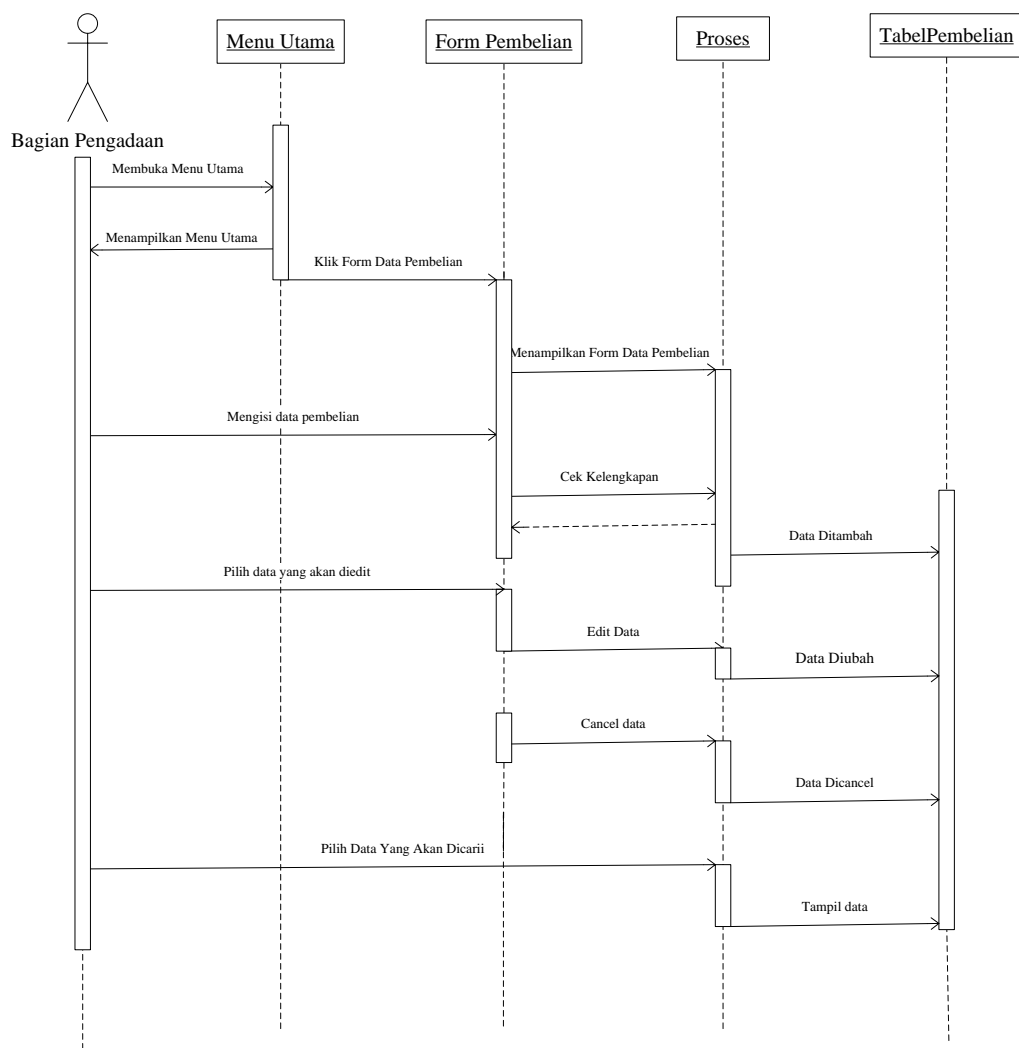 Menu Utama
Form Pembelian
Proses
TabelPembelian
Bagian Pengadaan
Membuka Menu Utama
Menampilkan Menu Utama
Klik Form Data Pembelian
Menampilkan Form Data Pembelian
Mengisi data pembelian
Cek Kelengkapan
Data Ditambah
Pilih data yang akan diedit
Edit Data
Data Diubah
Cancel data
Data Dicancel
Pilih Data Yang Akan Dicarii
Tampil data